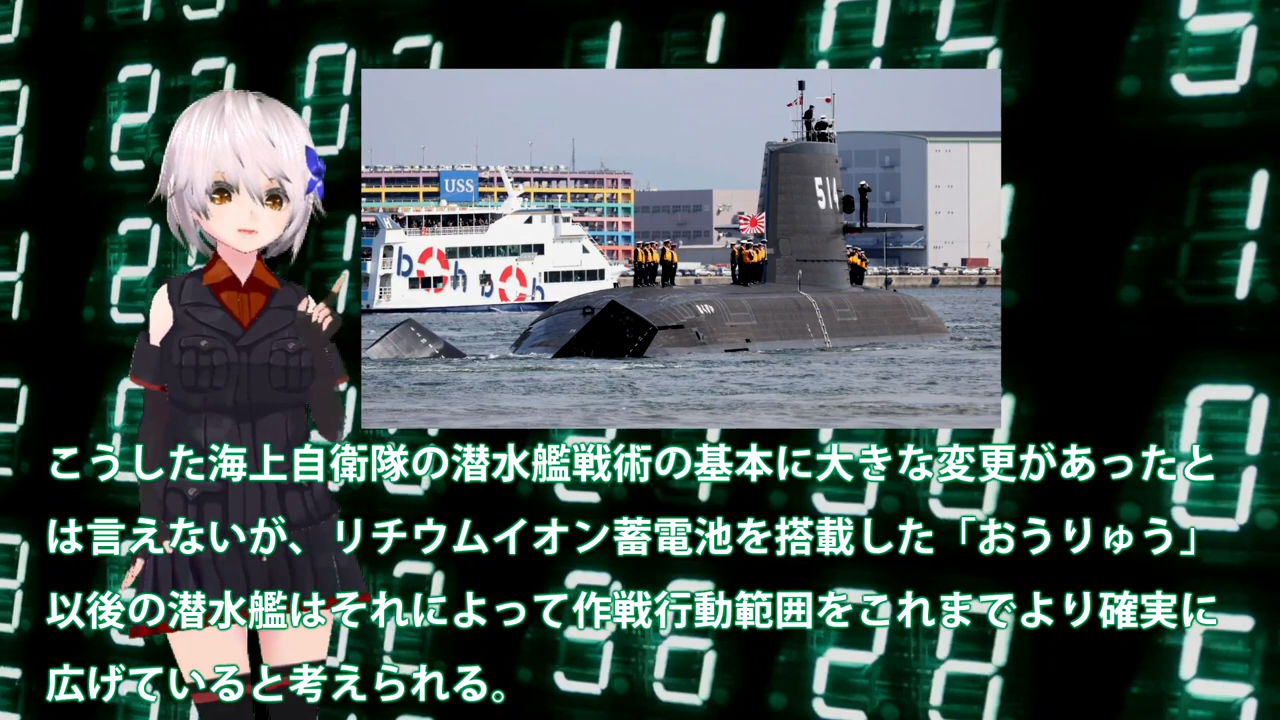 USS
514
こうした海上自衛隊の潜水艦戦術の基本に大きな変更があったと
は言えないが、リチウムイオン蓄電池を搭載した「おうりゅう」
以後の潜水艦はそれによって作戦行動範囲をこれまでより確実に
広げていると考えられる。